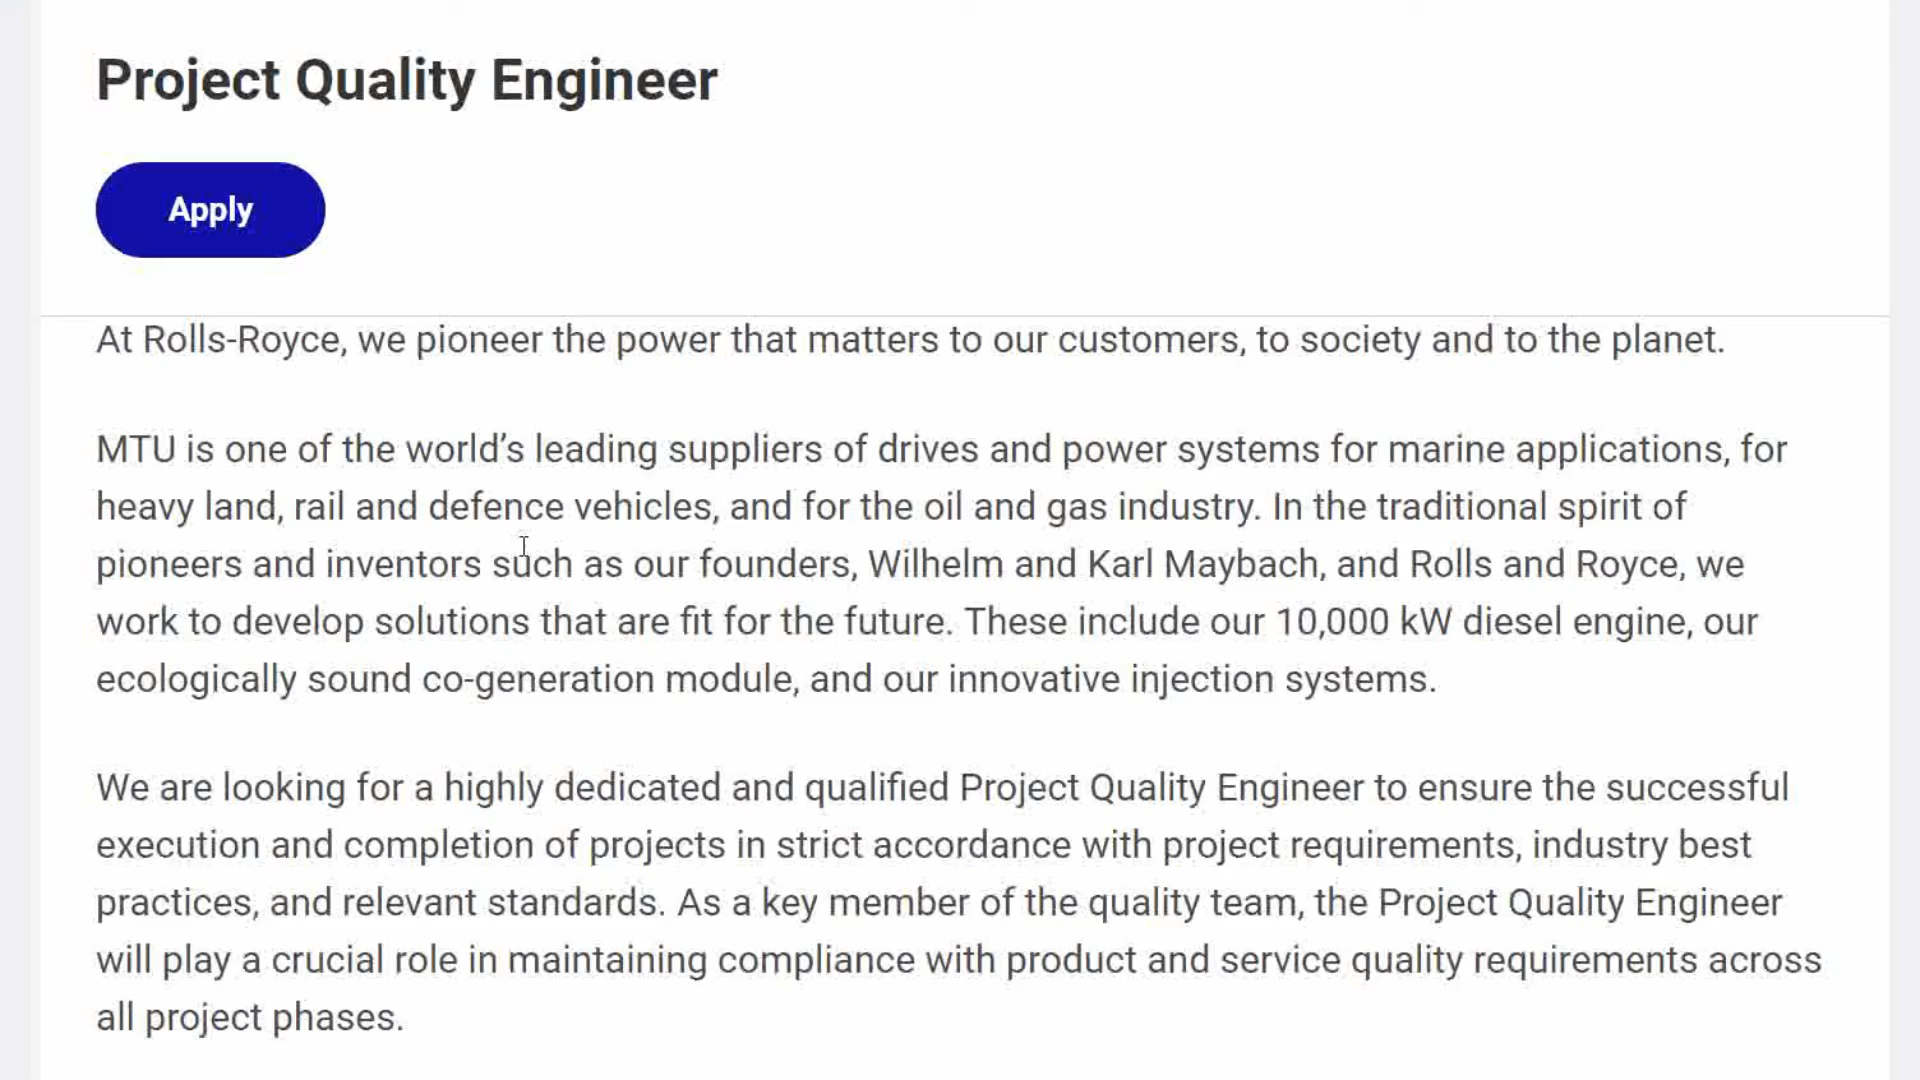 Project Quality Engineer
Apply
At Rolls-Royce, we pioneer the power that matters to our customers, to society and to the planet.
MTU is one of the world’s leading suppliers of drives and power systems for marine applications, for
heavy land, rail and defence vehicles, and for the oil and gas industry. In the traditional spirit of
pioneers and inventors such as our founders, Wilhelm and Karl Maybach, and Rolls and Royce, we
work to develop solutions that are fit for the future. These include our 10,000 kW diesel engine, our
ecologically sound co-generation module, and our innovative injection systems.
We are looking for a highly dedicated and qualified Project Quality Engineer to ensure the successful
execution and completion of projects in strict accordance with project requirements, industry best
practices, and relevant standards. As a key member of the quality team, the Project Quality Engineer
will play a crucial role in maintaining compliance with product and service quality requirements across
all project phases.